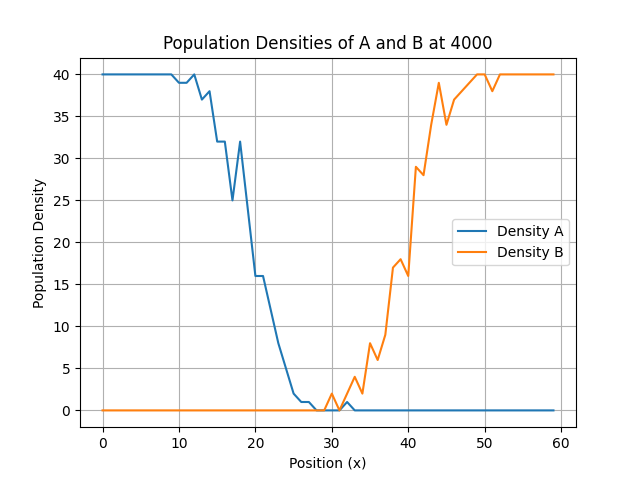 Population Densities of A and B at 4000
Population Density
40
35
30
25
20
15
10
5
0
Density A
Density B
0 10 20 30 40 50 60
Position (x)